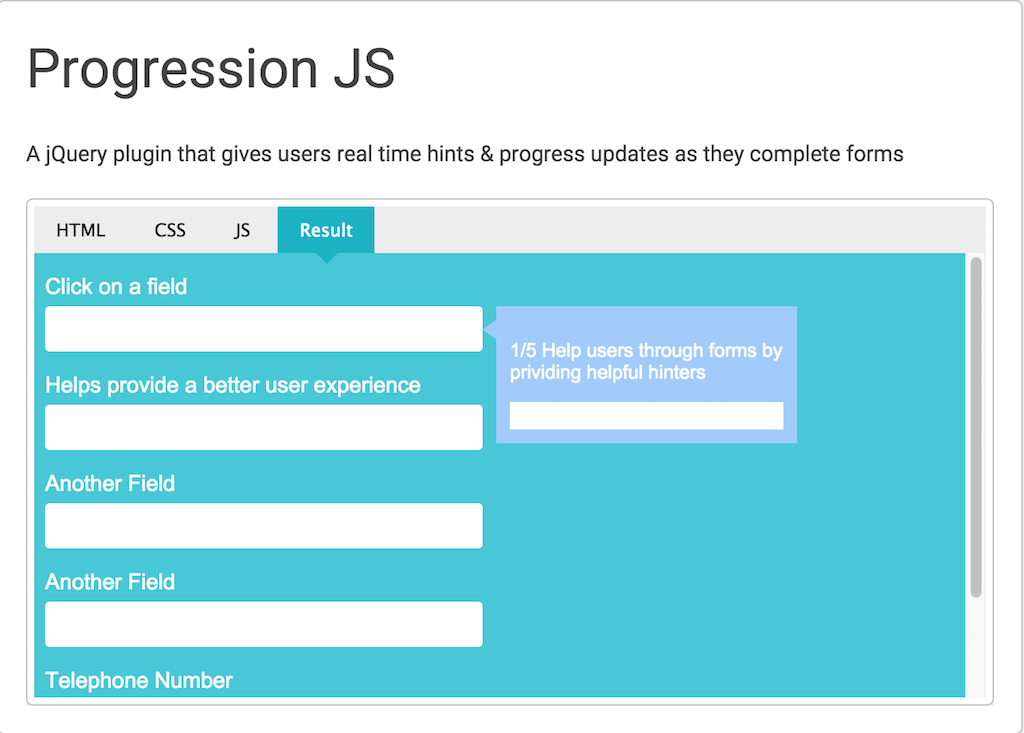 Progression JS
A jQuery plugin that gives users real time hints & progress updates as they complete forms
HTML CSS JS Result
Click on a field
1/5 Help users through forms by
prividing helpful hinters
Helps provide a better user experience
Another Field
Another Field
Telephone Number